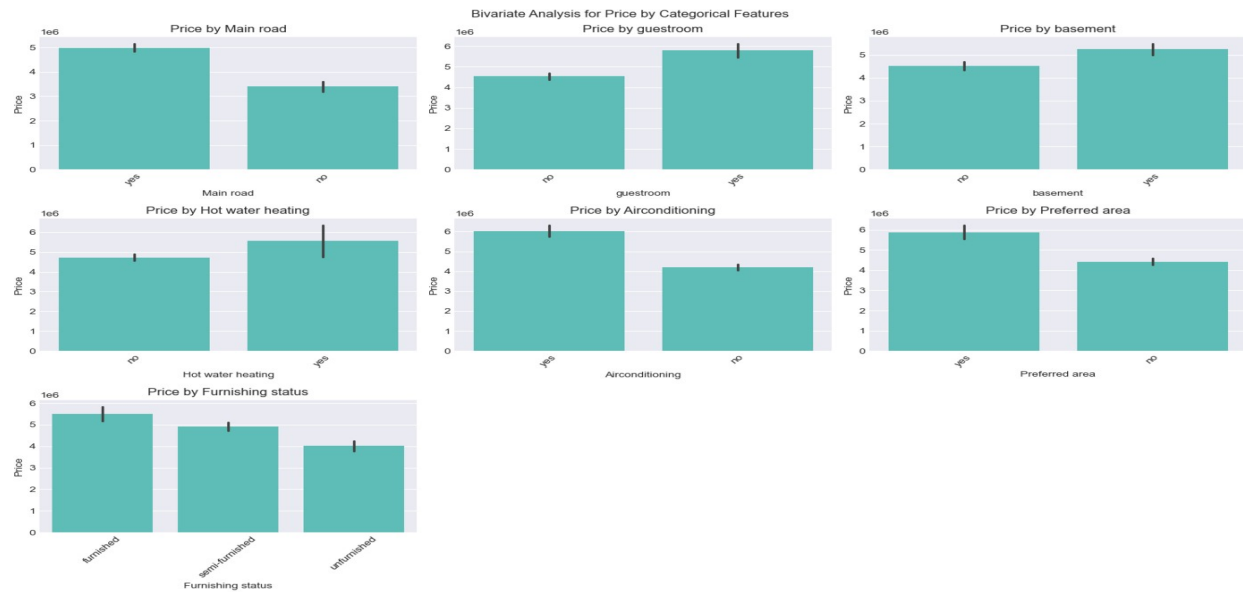 Bivariate Analysis for Price by Categorical Features
Price by Main road
1e6
5
4
3
2
1
0
Price
yes
no
Main road
Price by guestroom
1e6
6
5
4
3
2
1
0
Price
no
yes
guestroom
Price by basement
1e6
5
4
3
2
1
0
Price
no
yes
basement
Price by Hot water heating
1e6
6
5
4
3
2
1
0
Price
no
yes
Hot water heating
Price by Airconditioning
1e6
6
5
4
3
2
1
0
Price
yes
no
Airconditioning
Price by Preferred area
1e6
6
5
4
3
2
1
0
Price
yes
no
Preferred area
Price by Furnishing status
1e6
6
5
4
3
2
1
0
Price
furnished
semi-furnished
unfurnished
Furnishing status